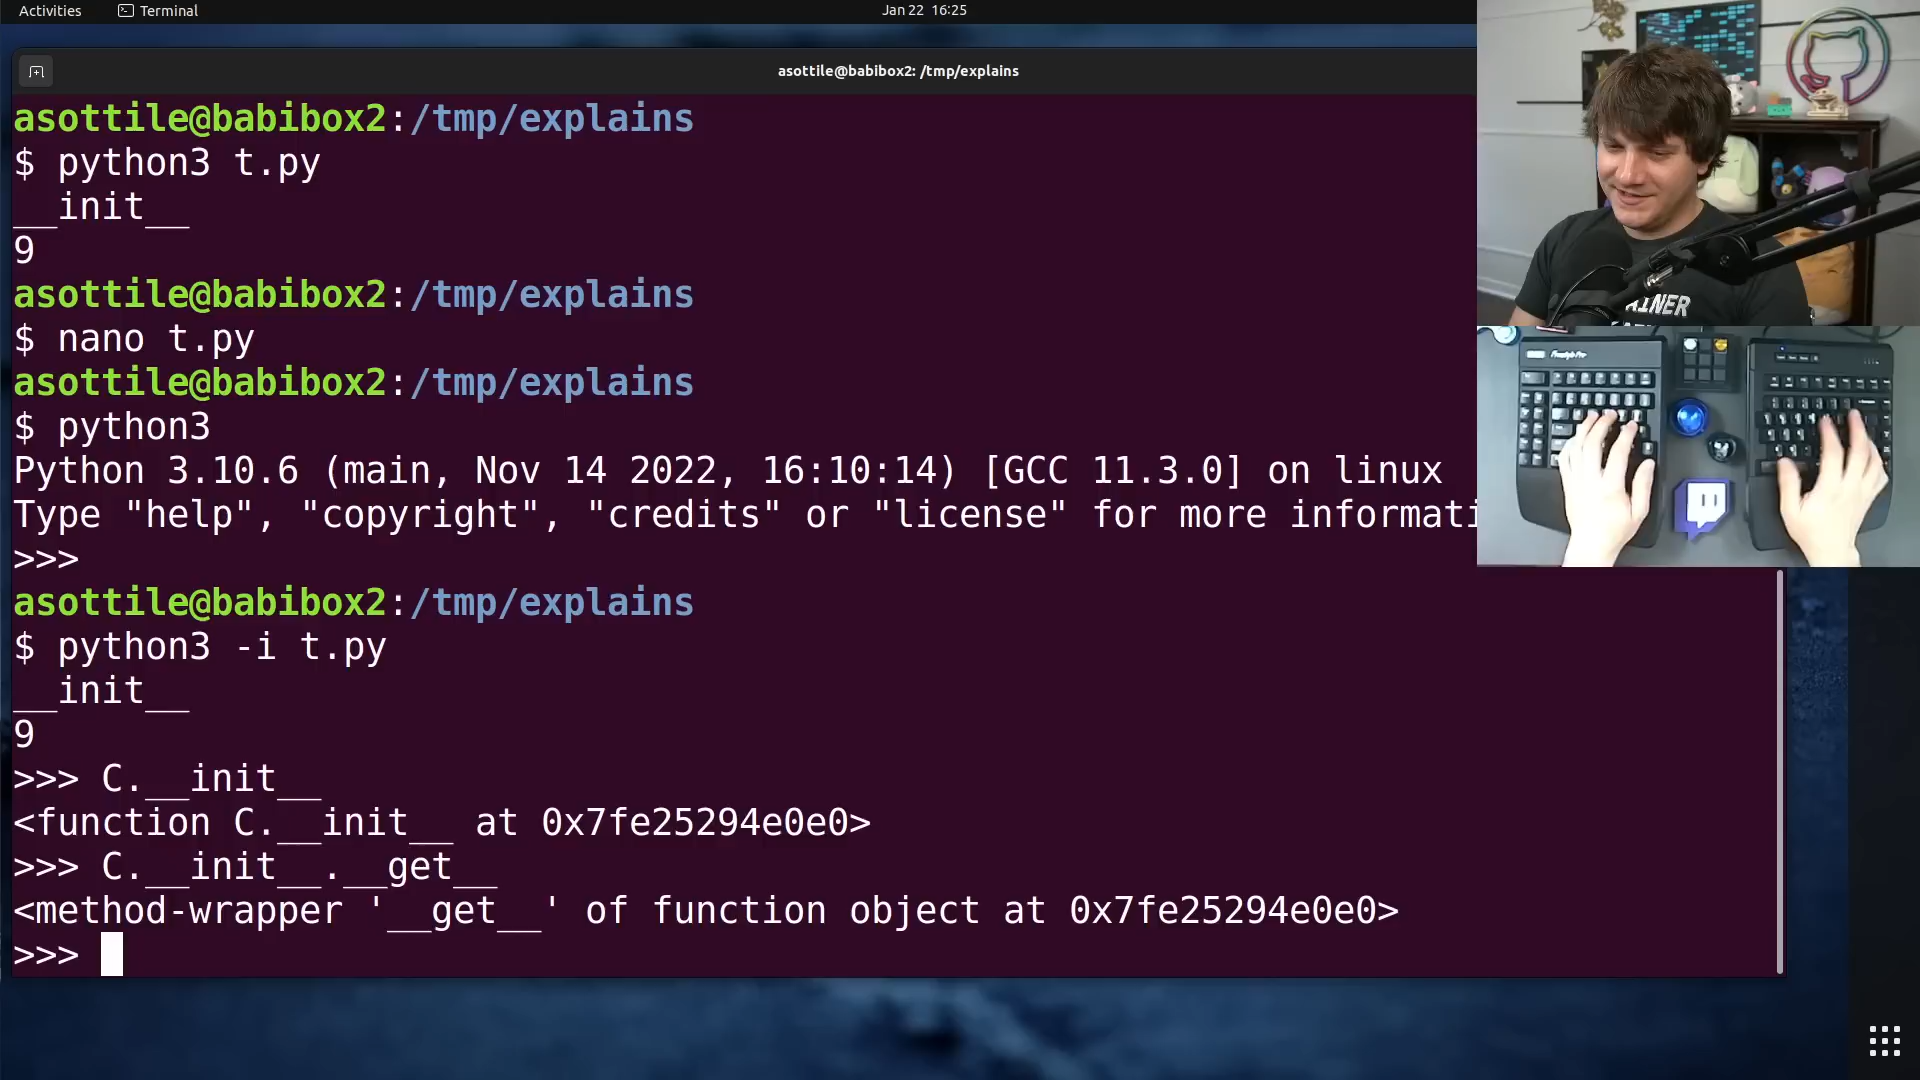 Activities
Terminal
Jan 22 16:25
asottile@babibox2: /tmp/explains
asottile@babibox2:/tmp/explains
$ python3 t.py
__init__
9
asottile@babibox2:/tmp/explains
$ nano t.py
asottile@babibox2:/tmp/explains
$ python3
Python 3.10.6 (main, Nov 14 2022, 16:10:14) [GCC 11.3.0] on linux
Type "help", "copyright", "credits" or "license" for more informati
>>>
asottile@babibox2:/tmp/explains
$ python3 -i t.py
__init__
9
>>> C.__init__
<function C.__init__ at 0x7fe25294e0e0>
>>> C.__init__.__get__
<method-wrapper '__get__' of function object at 0x7fe25294e0e0>
>>>